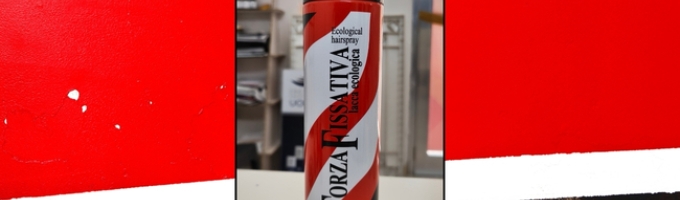 Ecological
hairspray
FORZA FISSATIVA
lacca ecologica